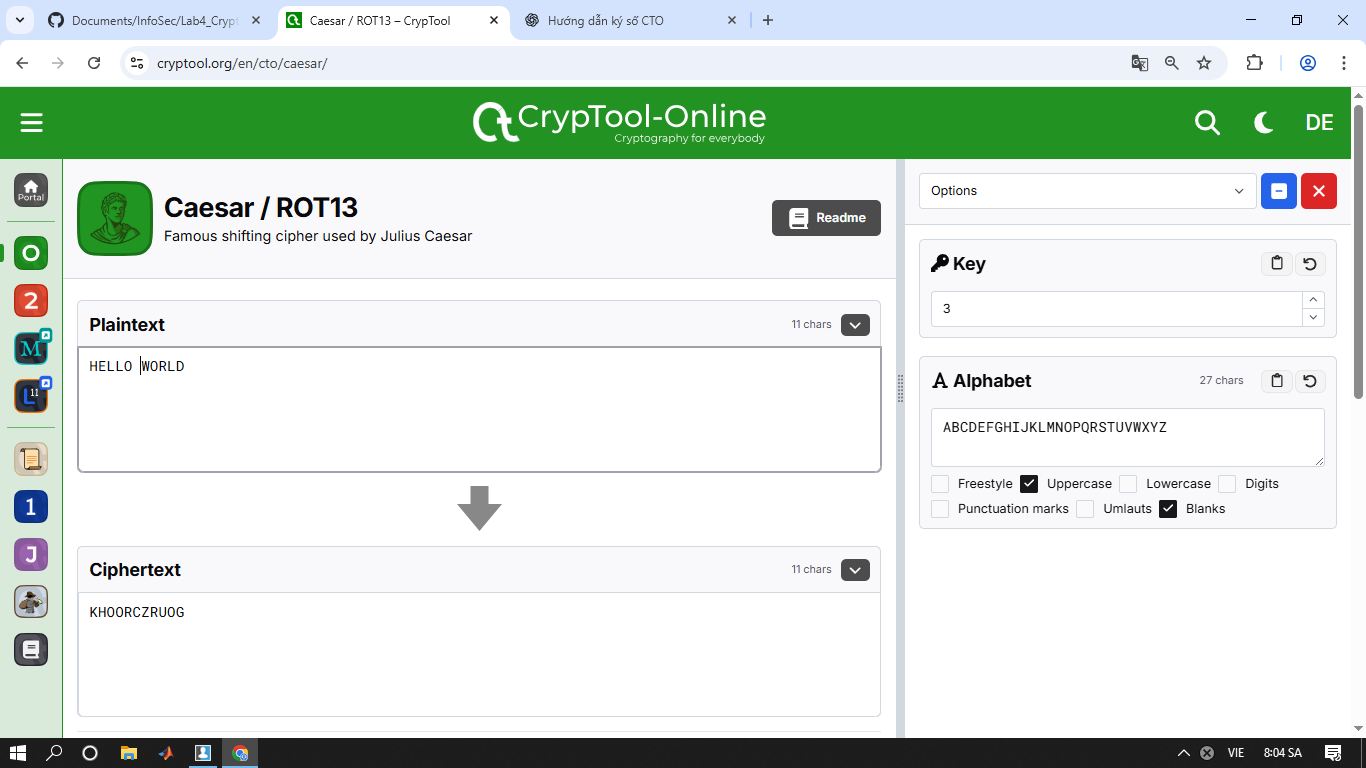 Documents/InfoSec/Lab4_Crypt
Caesar / ROT13 – CrypTool
Hướng dẫn ký số CTO
cryptool.org/en/cto/caesar/
CrypTool-Online
Cryptography for everybody
DE
Portal
Caesar / ROT13
Famous shifting cipher used by Julius Caesar
Readme
Options
Key
3
Plaintext
11 chars
HELLO WORLD
Alphabet
27 chars
ABCDEFGHIJKLMNOPQRSTUVWXYZ
Freestyle
Uppercase
Lowercase
Digits
Punctuation marks
Umlauts
Blanks
Ciphertext
11 chars
KHOORCZRUOG
O
2
M
L 11
1
J
VIE
8:04 SA